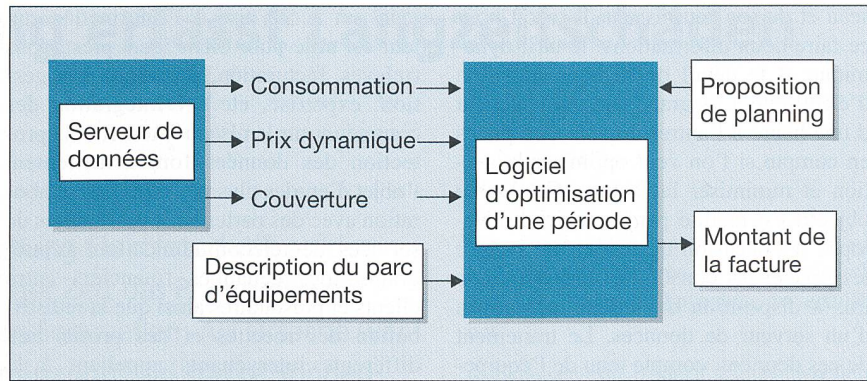 Serveur de
données
Consommation
Prix dynamique
Couverture
Description du parc
d'équipements
Logiciel
d'optimisation
d'une période
Proposition
de planning
Montant de
la facture